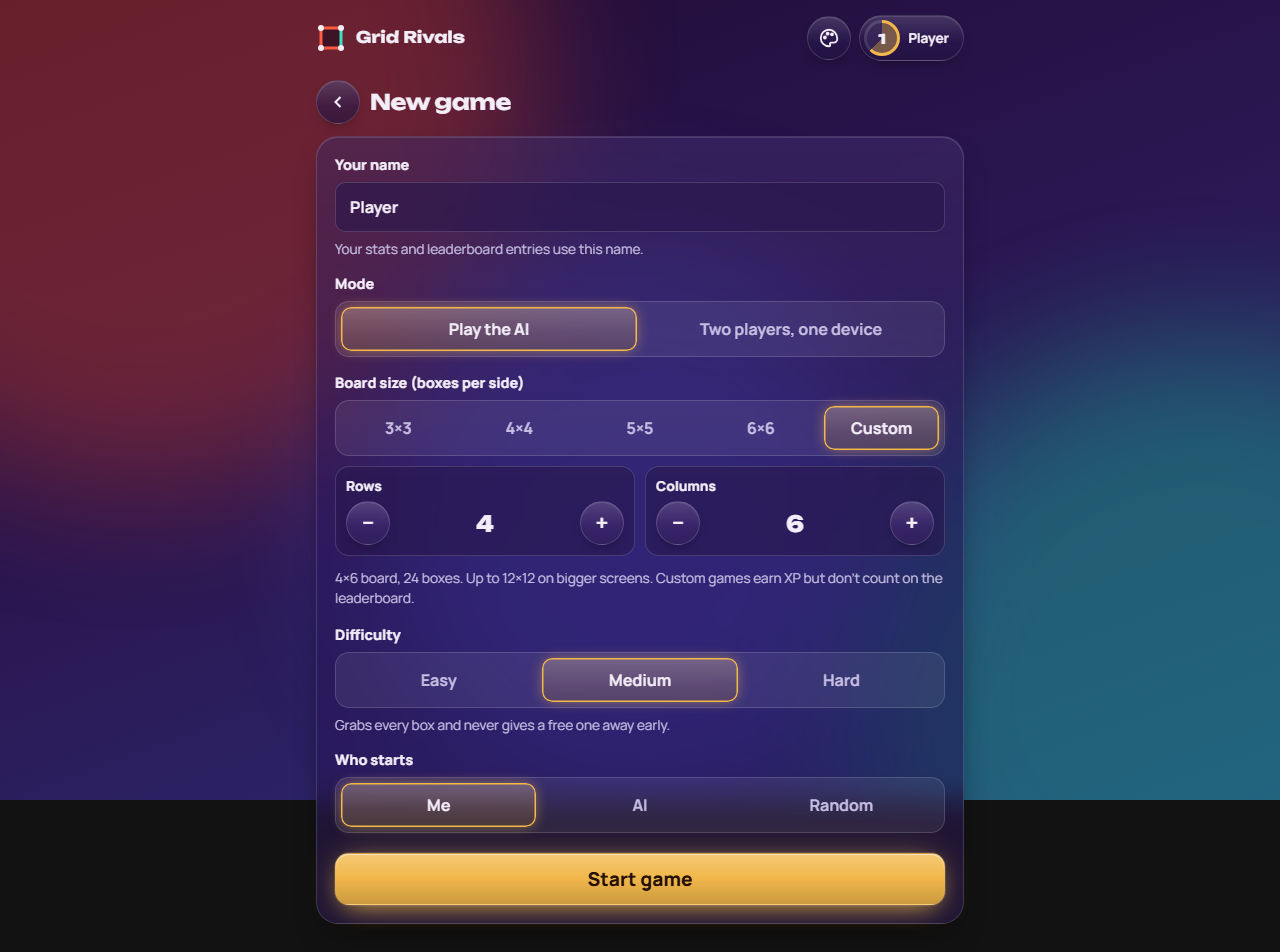 Grid Rivals
1 Player
New game
Your name
Player
Your stats and leaderboard entries use this name.
Mode
Play the AI Two players, one device
Board size (boxes per side)
3×3 4×4 5×5 6×6 Custom
Rows Columns
− 4 + − 6 +
4×6 board, 24 boxes. Up to 12×12 on bigger screens. Custom games earn XP but don't count on the
leaderboard.
Difficulty
Easy Medium Hard
Grabs every box and never gives a free one away early.
Who starts
Me AI Random
Start game